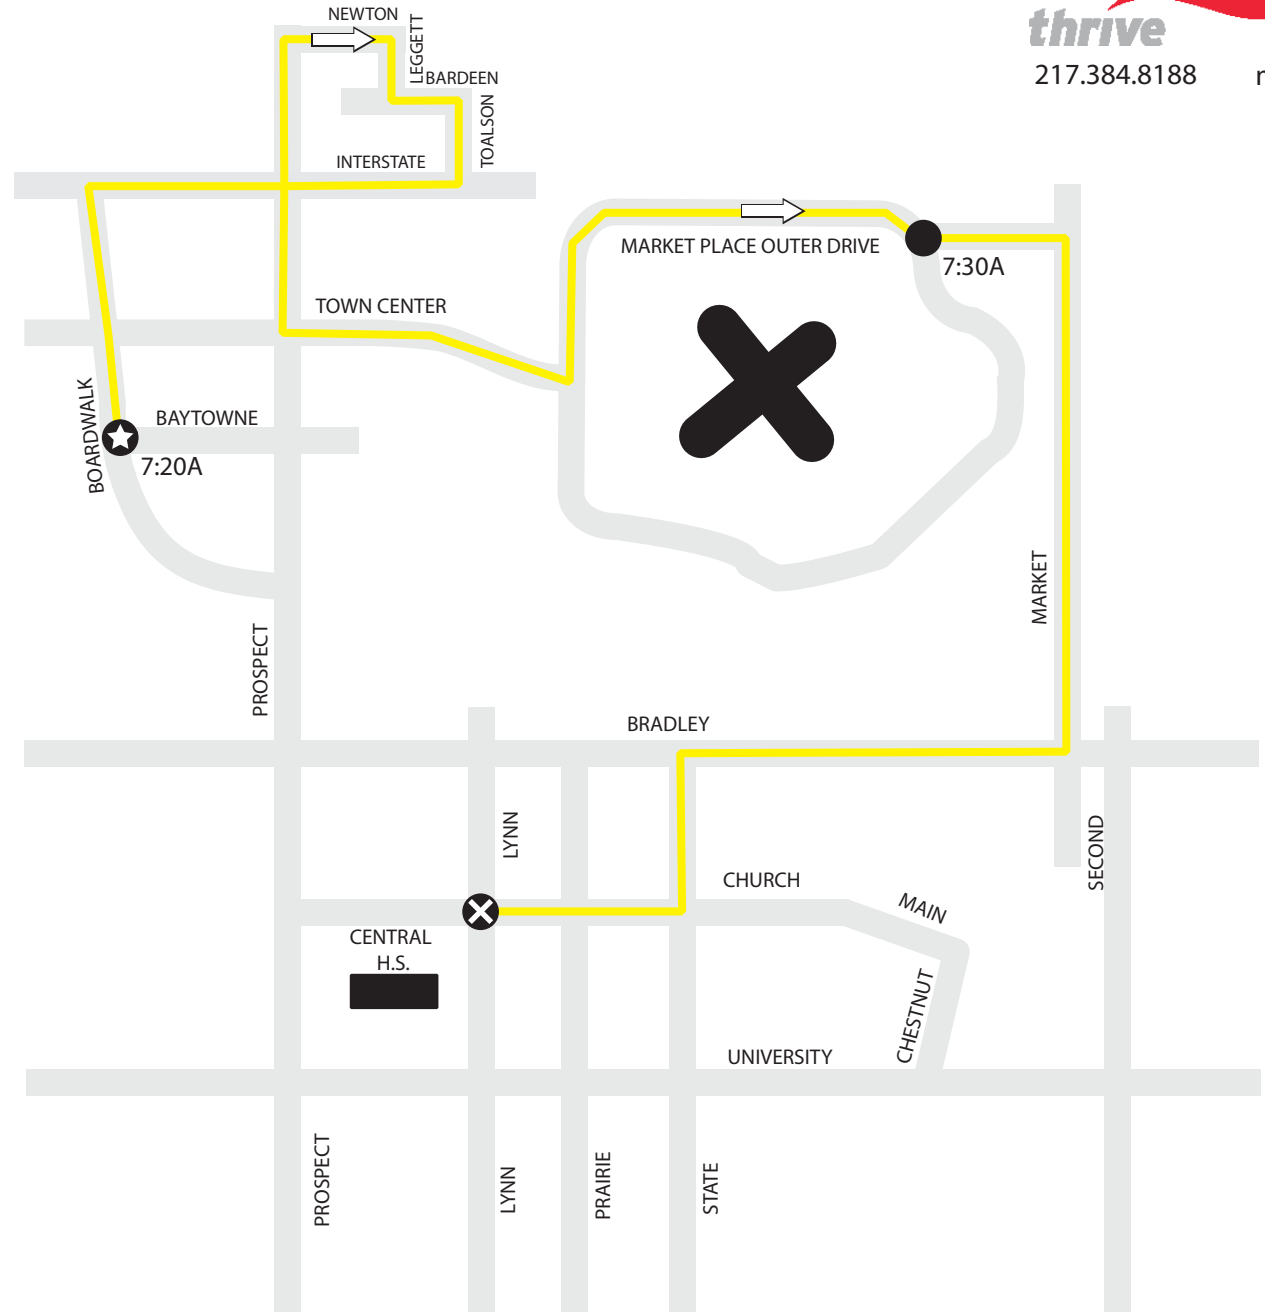 NEWTON
LEGGETT
thrive
BARDEEN
217.384.8188
TOALSON
INTERSTATE
MARKET PLACE OUTER DRIVE
7:30A
TOWN CENTER
BOARDWALK
BAYTOWNE
7:20A
MARKET
PROSPECT
BRADLEY
LYNN
SECOND
CHURCH
MAIN
CENTRAL
H.S.
CHESTNUT
UNIVERSITY
PROSPECT
LYNN
PRAIRIE
STATE